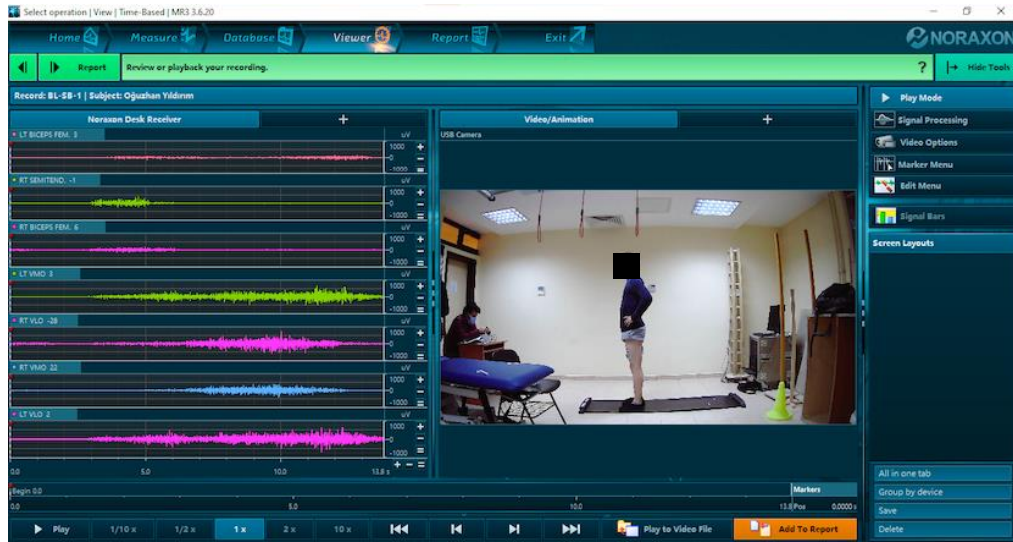 Select operation | View | Time-Based | MR3 3.6.20
Home Measure Database Viewer Report Exit NORAXON
Report Review or playback your recording. ? Hide Tools
Record: BL-SB-1 | Subject: Oğuzhan Yıldırım
Noraxon Desk Receiver +
LT BICEPS FEM. 3 uV
1000 +
0 -
-1000 =
RT SEMITEND. -1 uV
1000 +
0 -
-1000 =
RT BICEPS FEM. 6 uV
1000 +
0 -
-1000 =
LT VMO 3 uV
1000 +
0 -
-1000 =
RT VLO -28 uV
1000 +
0 -
-1000 =
RT VMO 22 uV
1000 +
0 -
-1000 =
LT VLO 2 uV
1000 +
0 -
-1000 =
0.0 5.0 10.0 13.8 s + - =
Video/Animation +
USB Camera
Play Mode
Signal Processing
Video Options
Marker Menu
Edit Menu
Signal Bars
Screen Layouts
All in one tab
Group by device
Save
Delete
Begin 0.0 Markers
0.0 5.0 10.0 13.8 Pos 0.0000 s
Play 1/10 x 1/2 x 1 x 2 x 10 x Play to Video File Add To Report